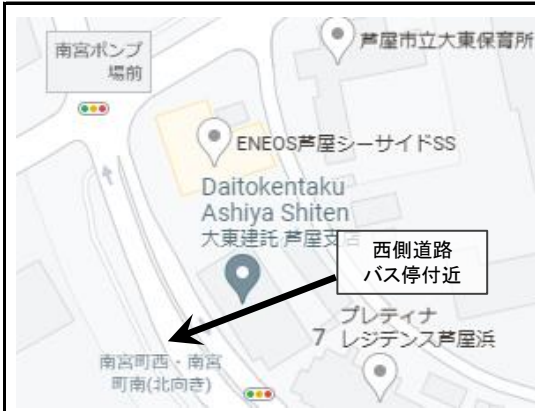 南宮ポンプ
場前
芦屋市立大東保育所
ENEOS芦屋シーサイドSS
Daitokentaku
Ashiya Shiten
大東建託 芦屋支店
西側道路
バス停付近
プレティナ
7 レジデンス芦屋浜
南宮町西・南宮
町南(北向き)